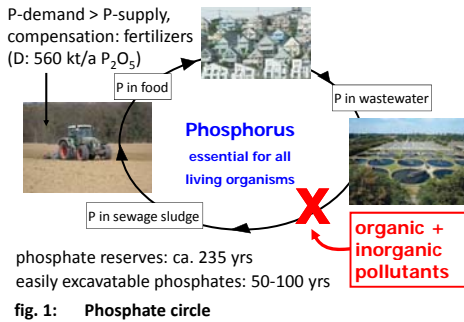 P-demand > P-supply,
compensation: fertilizers
(D: 560 kt/a P₂O₅)
P in food
P in wastewater
Phosphorus
essential for all
living organisms
P in sewage sludge
X
organic +
inorganic
pollutants
phosphate reserves: ca. 235 yrs
easily excavatable phosphates: 50-100 yrs
fig. 1: Phosphate circle